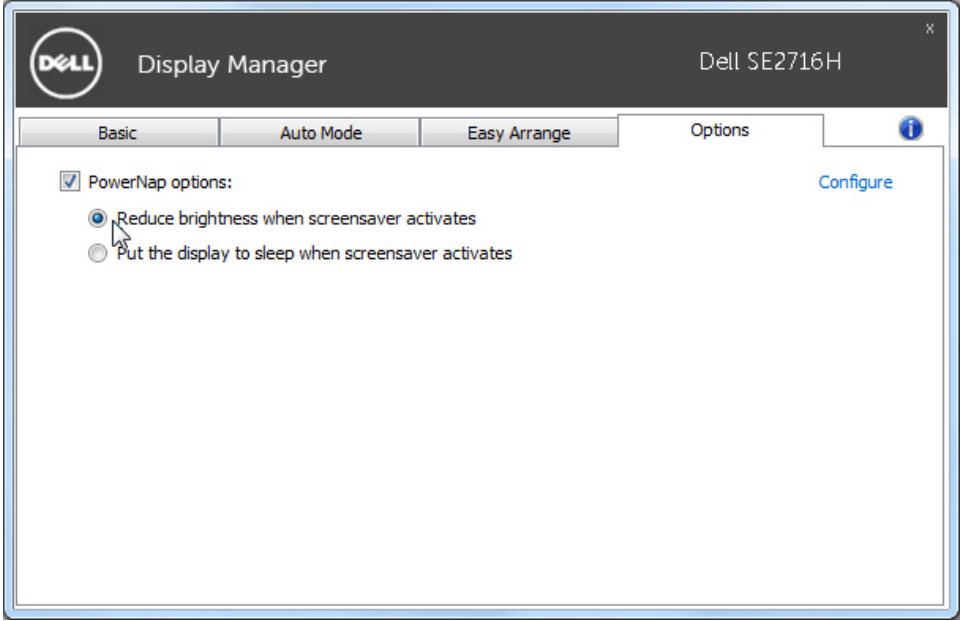 DELL
Display Manager
Dell SE2716H
x
Basic
Auto Mode
Easy Arrange
Options
i
PowerNap options:
Configure
Reduce brightness when screensaver activates
Put the display to sleep when screensaver activates